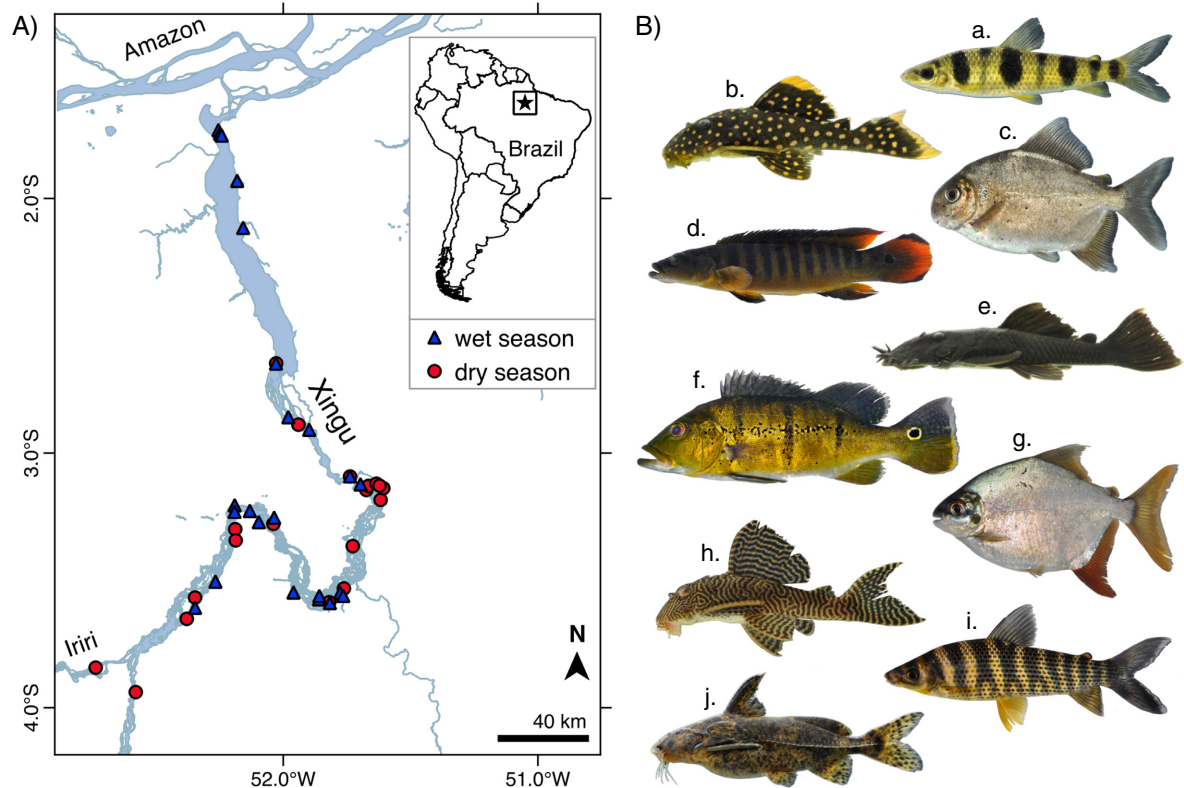 A)
Amazon
Brazil
wet season
dry season
Xingu
Iriri
N
40 km
2.0°S
3.0°S
4.0°S
52.0°W
51.0°W
B)
a.
b.
c.
d.
e.
f.
g.
h.
i.
j.